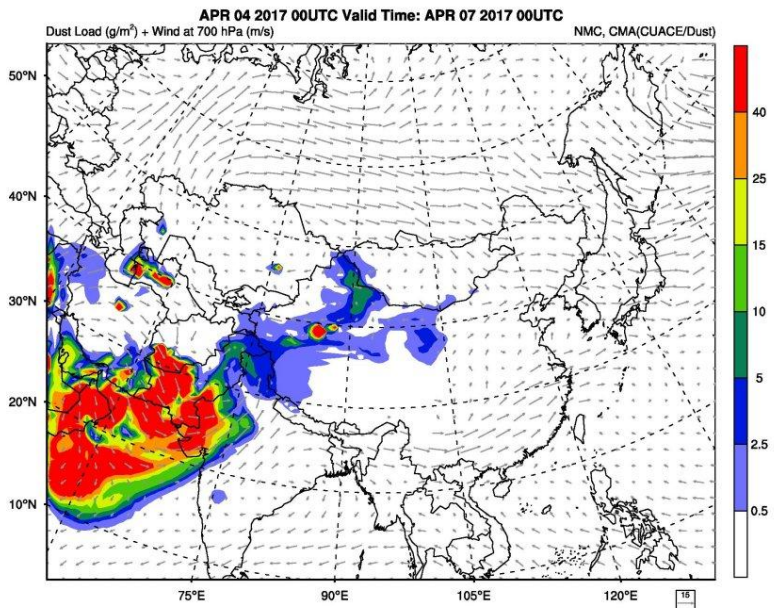 APR 04 2017 00UTC Valid Time: APR 07 2017 00UTC
Dust Load (g/m²) + Wind at 700 hPa (m/s) NMC, CMA(CUACE/Dust)
50°N
40°N
30°N
20°N
10°N
75°E 90°E 105°E 120°E
40
25
15
10
5
2.5
0.5
15